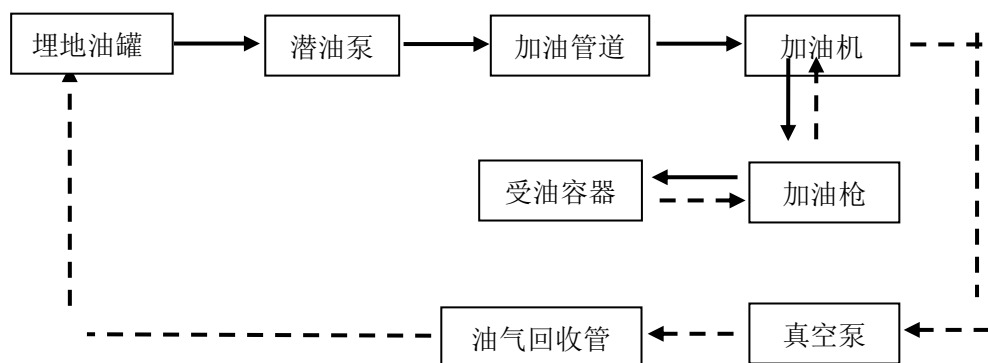 埋地油罐
潜油泵
加油管道
加油机
受油容器
加油枪
油气回收管
真空泵